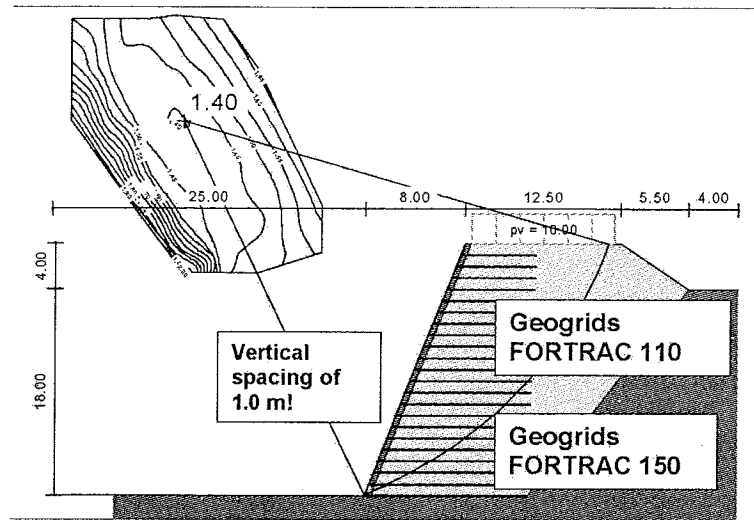 1.40
25.00
8.00
12.50
5.50
4.00
pv = 10.00
4.00
18.00
Vertical
spacing of
1.0 m!
Geogrids
FORTRAC 110
Geogrids
FORTRAC 150